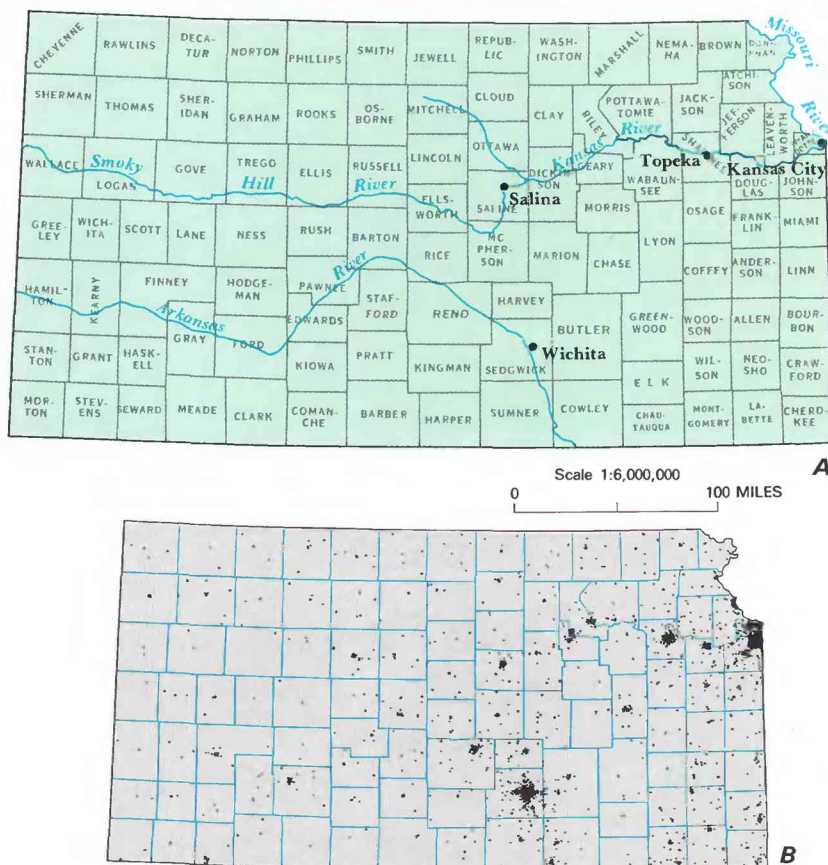 CHEYENNE
RAWLINS
DECA-
TUR
NORTON
PHILLIPS
SMITH
JEWELL
REPUB-
LIC
WASH-
INGTON
MARSHALL
NEMA-
HA
BROWN
DONI-
PHAN
Missouri
River
SHERMAN
THOMAS
SHER-
IDAN
GRAHAM
ROOKS
OS-
BORNE
MITCHELL
CLOUD
CLAY
RILEY
POTTAWA-
TOMIE
JACK-
SON
ATCHI-
SON
JEF-
FERSON
LEAVEN-
WORTH
OTTAWA
LINCOLN
WALLACE
LOGAN
GOVE
TREGO
ELLIS
RUSSELL
Smoky
Hill
River
Kansas
River
DICKIN-
SON
GEARY
WABAUN-
SEE
SHAWNEE
Topeka
Kansas City
DOUG-
LAS
JOHN-
SON
ELLS-
WORTH
SALINE
Salina
MORRIS
OSAGE
FRANK-
LIN
MIAMI
GREE-
LEY
WICH-
ITA
SCOTT
LANE
NESS
RUSH
BARTON
RICE
MC
PHER-
SON
MARION
CHASE
LYON
COFFEY
ANDER-
SON
LINN
HAMIL-
TON
KEARNY
FINNEY
HODGE-
MAN
PAWNEE
STAF-
FORD
RENO
HARVEY
Arkansas
River
GRAY
FORD
EDWARDS
BUTLER
GREEN-
WOOD
WOOD-
SON
ALLEN
BOUR-
BON
STAN-
TON
GRANT
HASK-
ELL
KIOWA
PRATT
KINGMAN
SEDGWICK
Wichita
WIL-
SON
NEO-
SHO
CRAW-
FORD
MOR-
TON
STEV-
ENS
SEWARD
MEADE
CLARK
COMAN-
CHE
BARBER
HARPER
SUMNER
COWLEY
ELK
CHAU-
TAUQUA
MONT-
GOMERY
LA-
BETTE
CHERO-
KEE
A
Scale 1:6,000,000
0 100 MILES
B